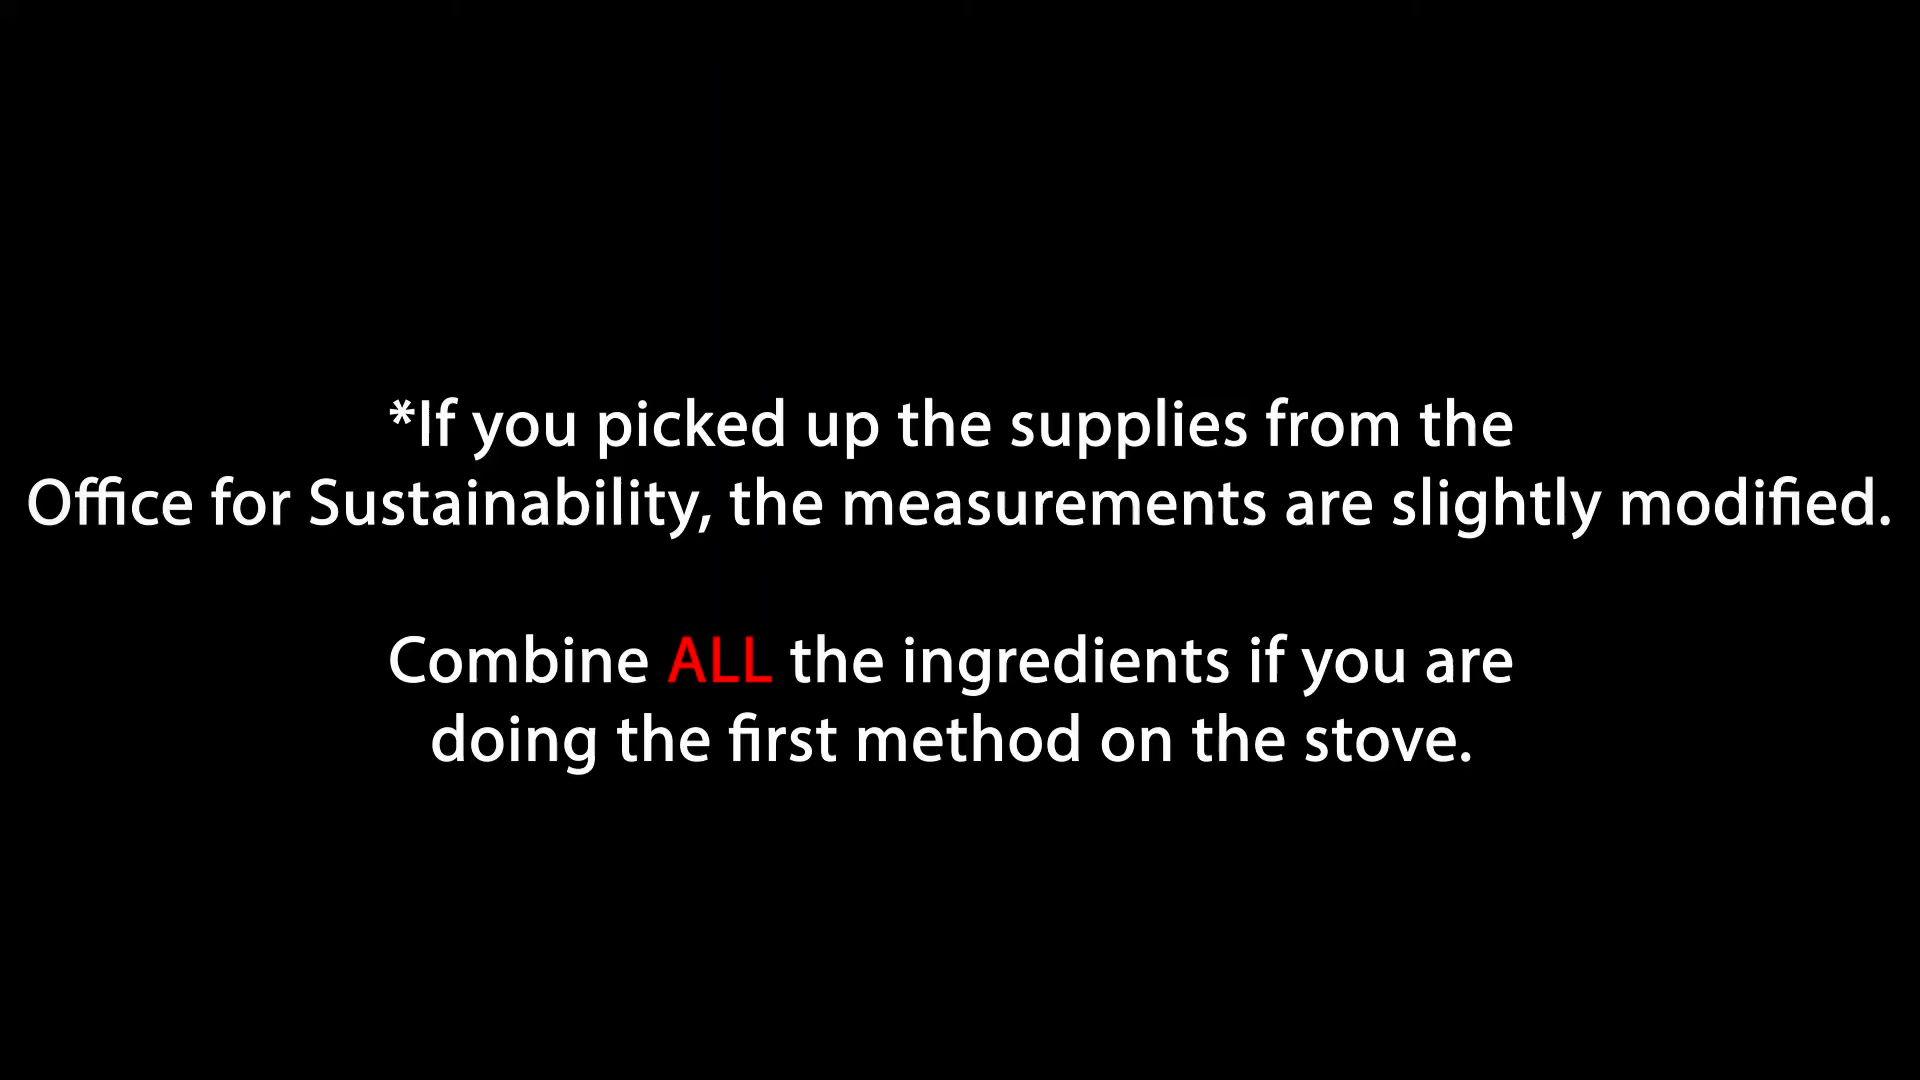 *If you picked up the supplies from the
Office for Sustainability, the measurements are slightly modified.
Combine ALL the ingredients if you are
doing the first method on the stove.